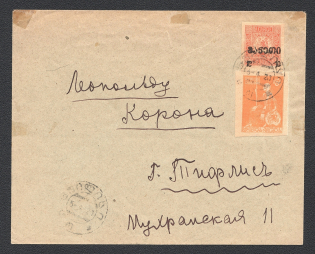 Леопольду
Корона
г. Тифлисъ
Мухранская 11